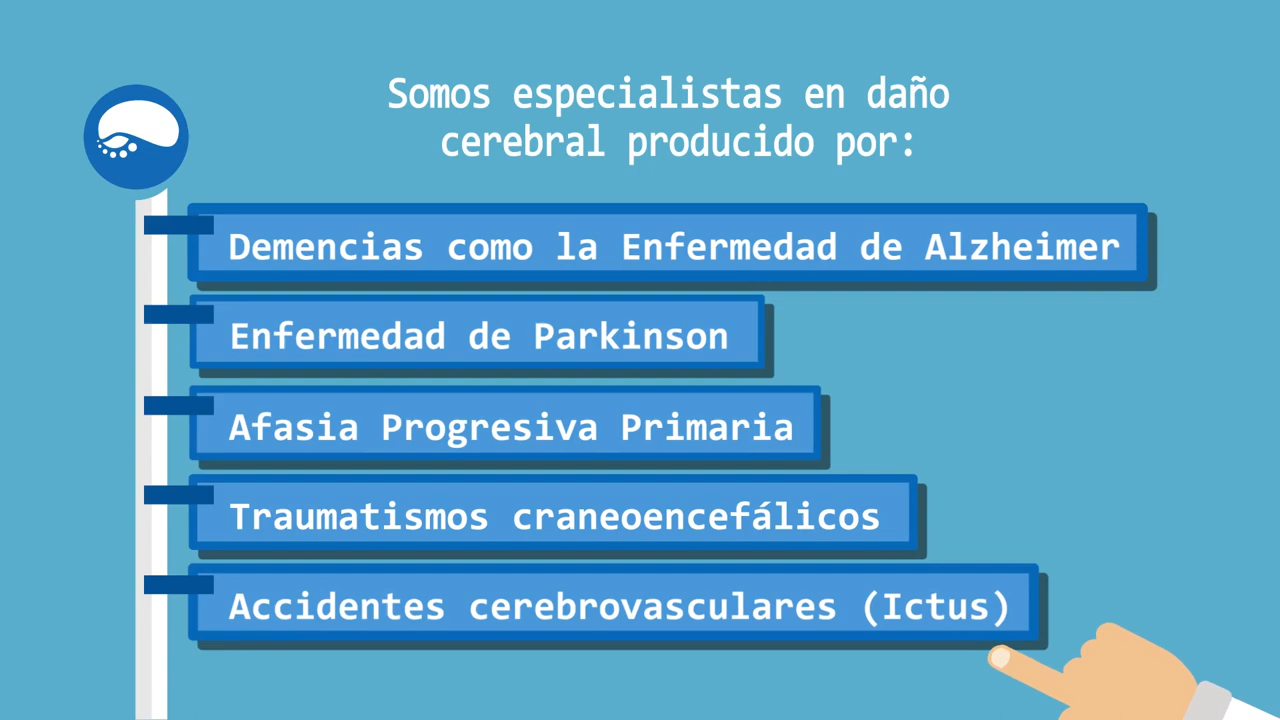 Somos especialistas en daño
cerebral producido por:
Demencias como la Enfermedad de Alzheimer
Enfermedad de Parkinson
Afasia Progresiva Primaria
Traumatismos craneoencefálicos
Accidentes cerebrovasculares (Ictus)